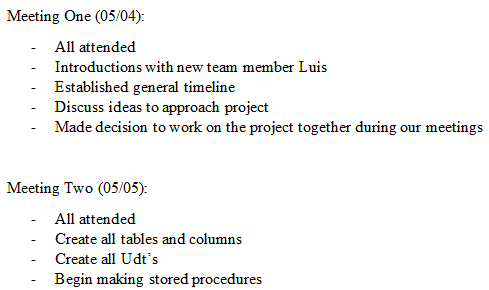 Meeting One (05/04):
- All attended
- Introductions with new team member Luis
- Established general timeline
- Discuss ideas to approach project
- Made decision to work on the project together during our meetings
Meeting Two (05/05):
- All attended
- Create all tables and columns
- Create all Udt’s
- Begin making stored procedures